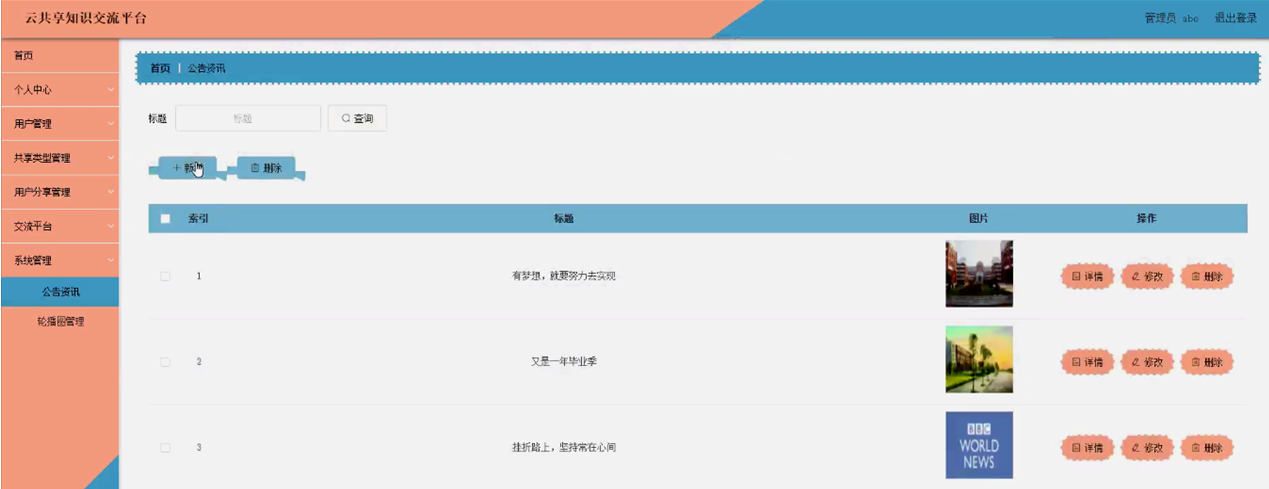 云共享知识交流平台
管理员 abo 退出登录
首页
个人中心
用户管理
共享类型管理
用户分享管理
交流平台
系统管理
公告资讯
轮播图管理
首页 | 公告资讯
标题 标题 查询
+ 新增 删除
索引 标题 图片 操作
1 有梦想，就要努力去实现 详情 修改 删除
2 又是一年毕业季 详情 修改 删除
3 挫折路上，坚持常在心间 BBC WORLD NEWS 详情 修改 删除